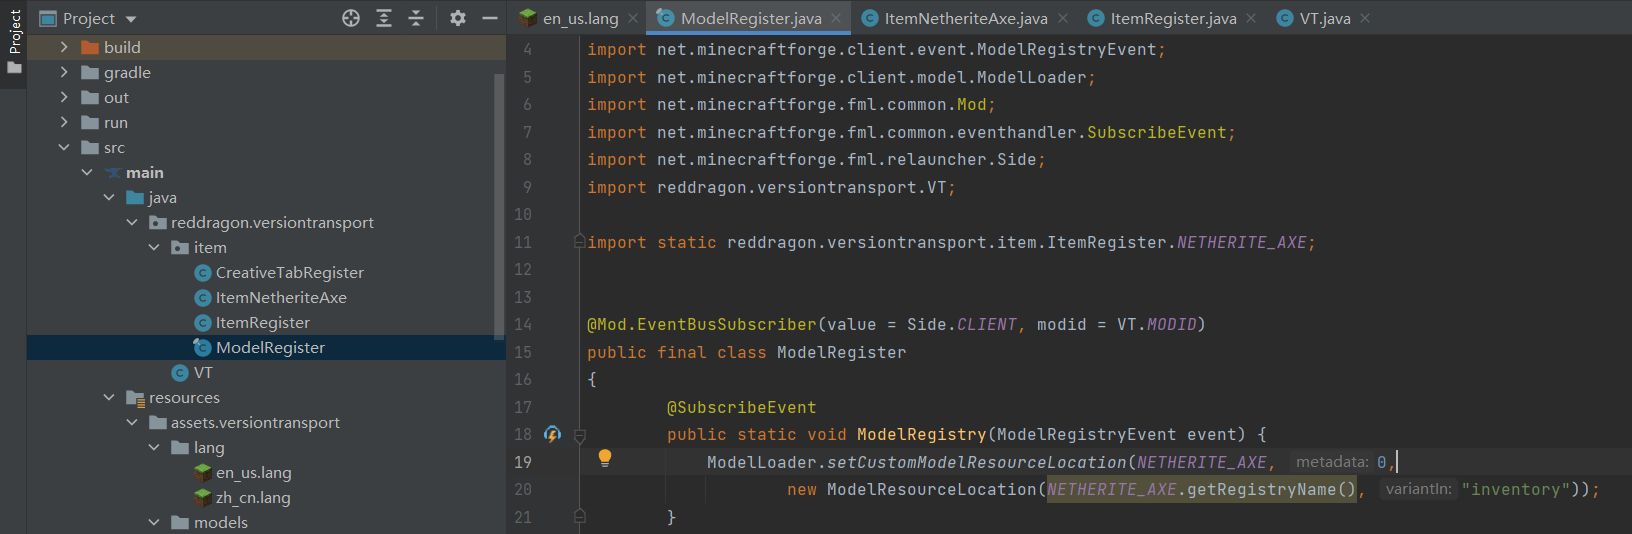 Project
Project
build
gradle
out
run
src
main
java
reddragon.versiontransport
item
CreativeTabRegister
ItemNetheriteAxe
ItemRegister
ModelRegister
VT
resources
assets.versiontransport
lang
en_us.lang
zh_cn.lang
models
en_us.lang ModelRegister.java ItemNetheriteAxe.java ItemRegister.java VT.java
4 import net.minecraftforge.client.event.ModelRegistryEvent;
5 import net.minecraftforge.client.model.ModelLoader;
6 import net.minecraftforge.fml.common.Mod;
7 import net.minecraftforge.fml.common.eventhandler.SubscribeEvent;
8 import net.minecraftforge.fml.relauncher.Side;
9 import reddragon.versiontransport.VT;
10
11 import static reddragon.versiontransport.item.ItemRegister.NETHERITE_AXE;
12
13
14 @Mod.EventBusSubscriber(value = Side.CLIENT, modid = VT.MODID)
15 public final class ModelRegister
16 {
17 @SubscribeEvent
18 public static void ModelRegistry(ModelRegistryEvent event) {
19 ModelLoader.setCustomModelResourceLocation(NETHERITE_AXE, metadata: 0,
20 new ModelResourceLocation(NETHERITE_AXE.getRegistryName(), variantIn: "inventory"));
21 }